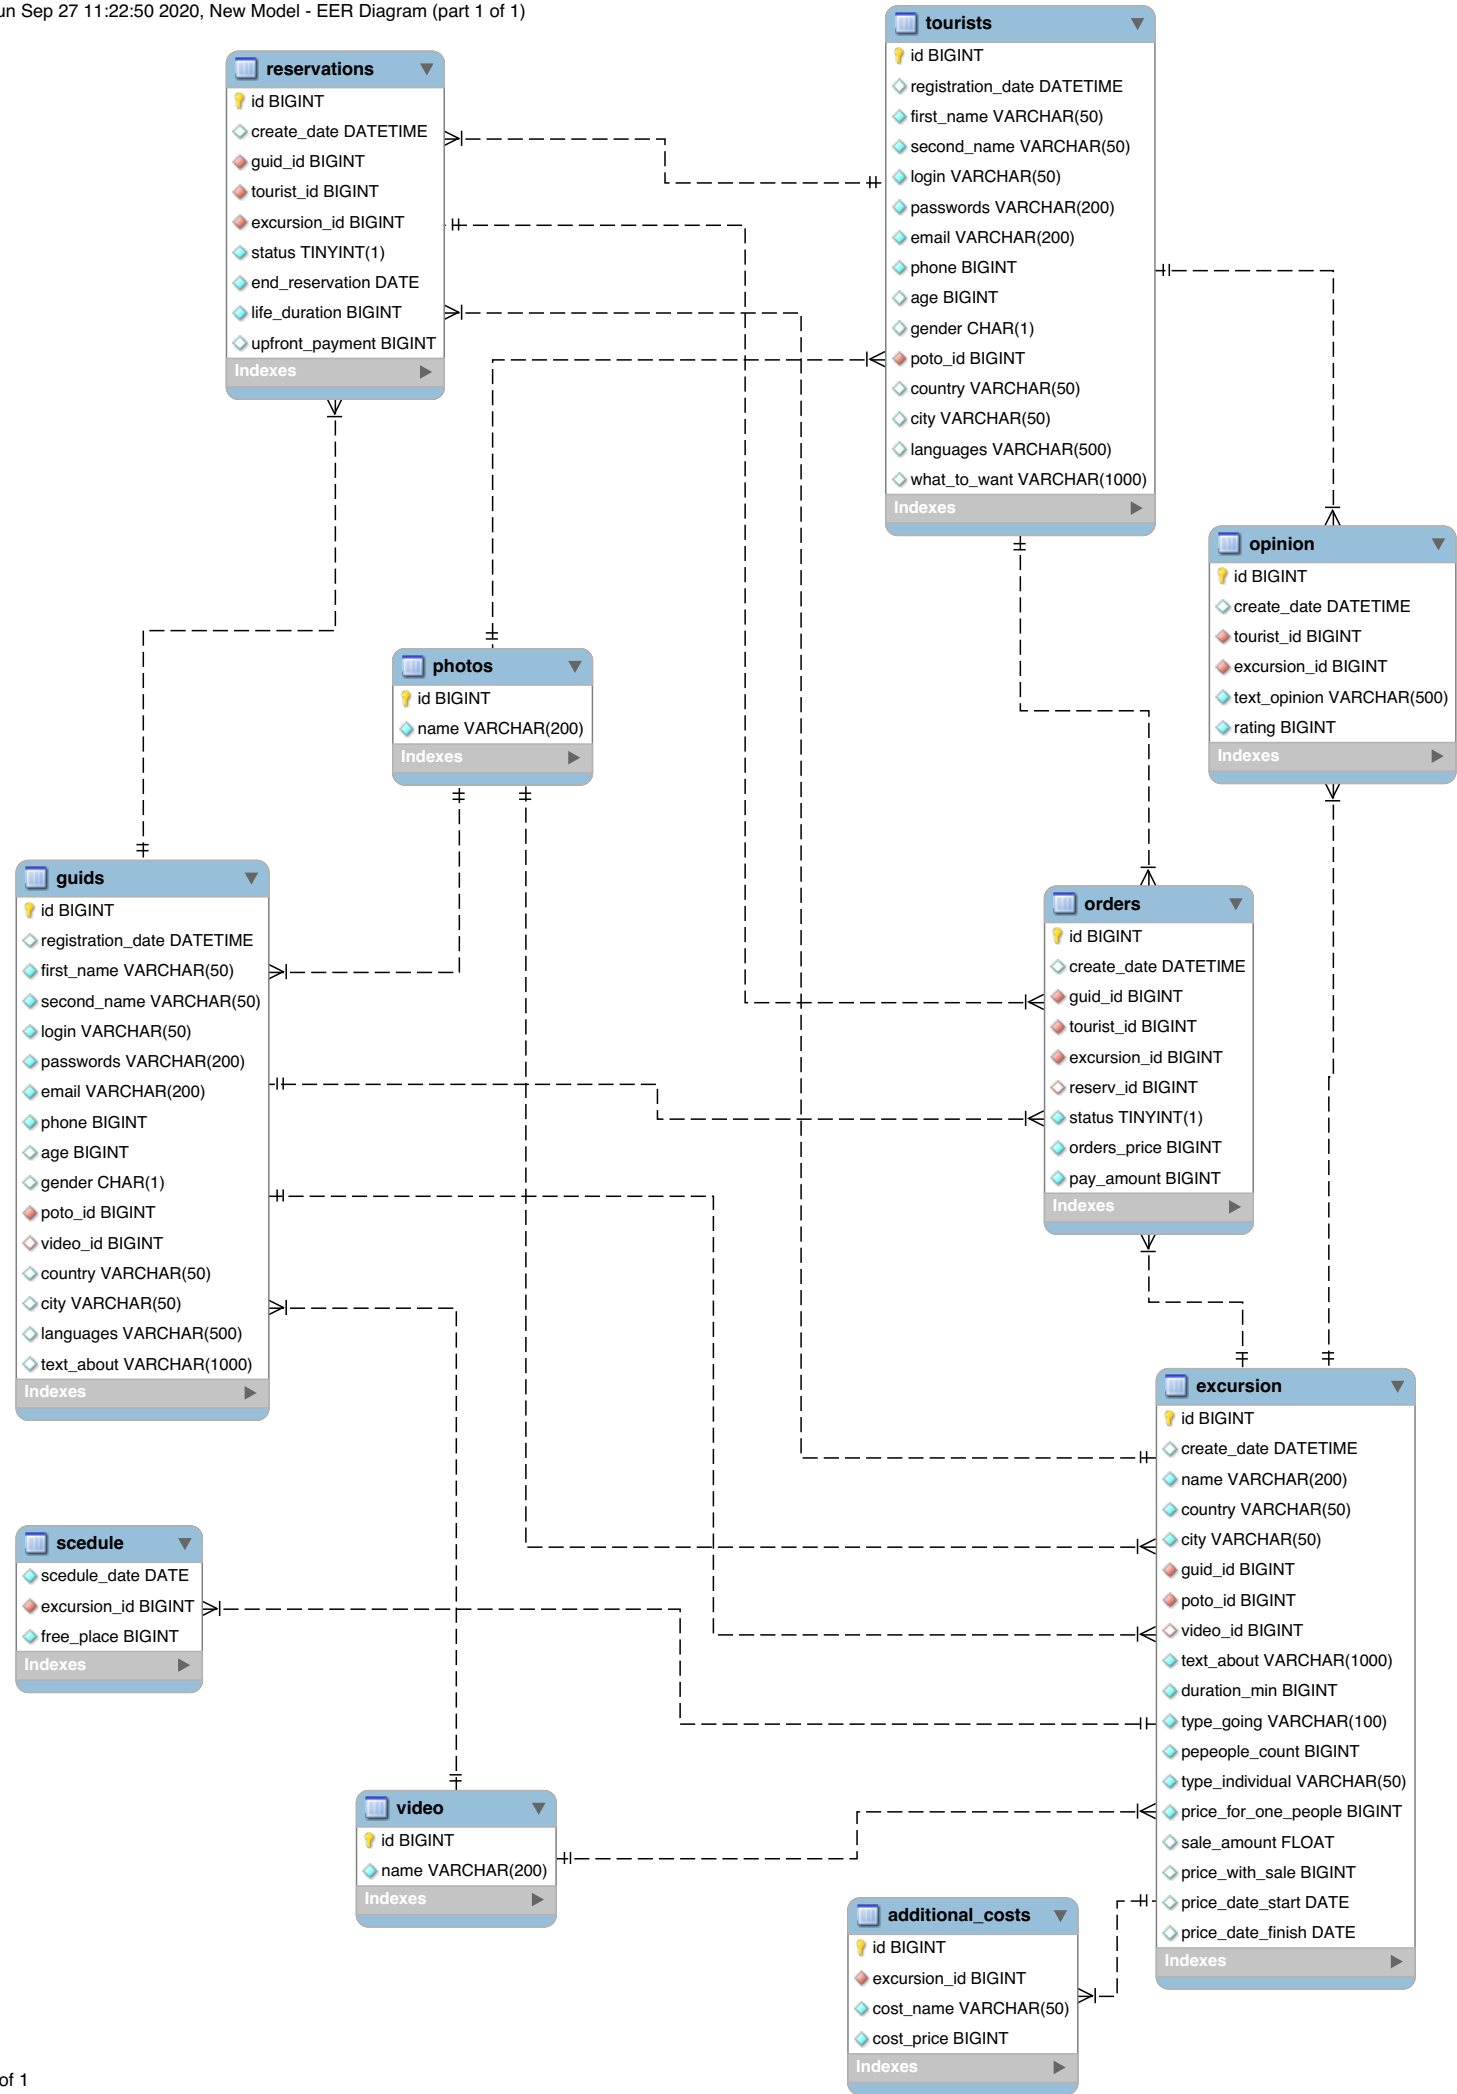 un Sep 27 11:22:50 2020, New Model - EER Diagram (part 1 of 1)
tourists
id BIGINT
registration_date DATETIME
first_name VARCHAR(50)
second_name VARCHAR(50)
login VARCHAR(50)
passwords VARCHAR(200)
email VARCHAR(200)
phone BIGINT
age BIGINT
gender CHAR(1)
poto_id BIGINT
country VARCHAR(50)
city VARCHAR(50)
languages VARCHAR(500)
what_to_want VARCHAR(1000)
Indexes
reservations
id BIGINT
create_date DATETIME
guid_id BIGINT
tourist_id BIGINT
excursion_id BIGINT
status TINYINT(1)
end_reservation DATE
life_duration BIGINT
upfront_payment BIGINT
Indexes
opinion
id BIGINT
create_date DATETIME
tourist_id BIGINT
excursion_id BIGINT
text_opinion VARCHAR(500)
rating BIGINT
Indexes
photos
id BIGINT
name VARCHAR(200)
Indexes
guids
id BIGINT
registration_date DATETIME
first_name VARCHAR(50)
second_name VARCHAR(50)
login VARCHAR(50)
passwords VARCHAR(200)
email VARCHAR(200)
phone BIGINT
age BIGINT
gender CHAR(1)
poto_id BIGINT
video_id BIGINT
country VARCHAR(50)
city VARCHAR(50)
languages VARCHAR(500)
text_about VARCHAR(1000)
Indexes
orders
id BIGINT
create_date DATETIME
guid_id BIGINT
tourist_id BIGINT
excursion_id BIGINT
reserv_id BIGINT
status TINYINT(1)
orders_price BIGINT
pay_amount BIGINT
Indexes
excursion
id BIGINT
create_date DATETIME
name VARCHAR(200)
country VARCHAR(50)
city VARCHAR(50)
guid_id BIGINT
poto_id BIGINT
video_id BIGINT
text_about VARCHAR(1000)
duration_min BIGINT
type_going VARCHAR(100)
pepeople_count BIGINT
type_individual VARCHAR(50)
price_for_one_people BIGINT
sale_amount FLOAT
price_with_sale BIGINT
price_date_start DATE
price_date_finish DATE
Indexes
scedule
scedule_date DATE
excursion_id BIGINT
free_place BIGINT
Indexes
video
id BIGINT
name VARCHAR(200)
Indexes
additional_costs
id BIGINT
excursion_id BIGINT
cost_name VARCHAR(50)
cost_price BIGINT
Indexes
of 1